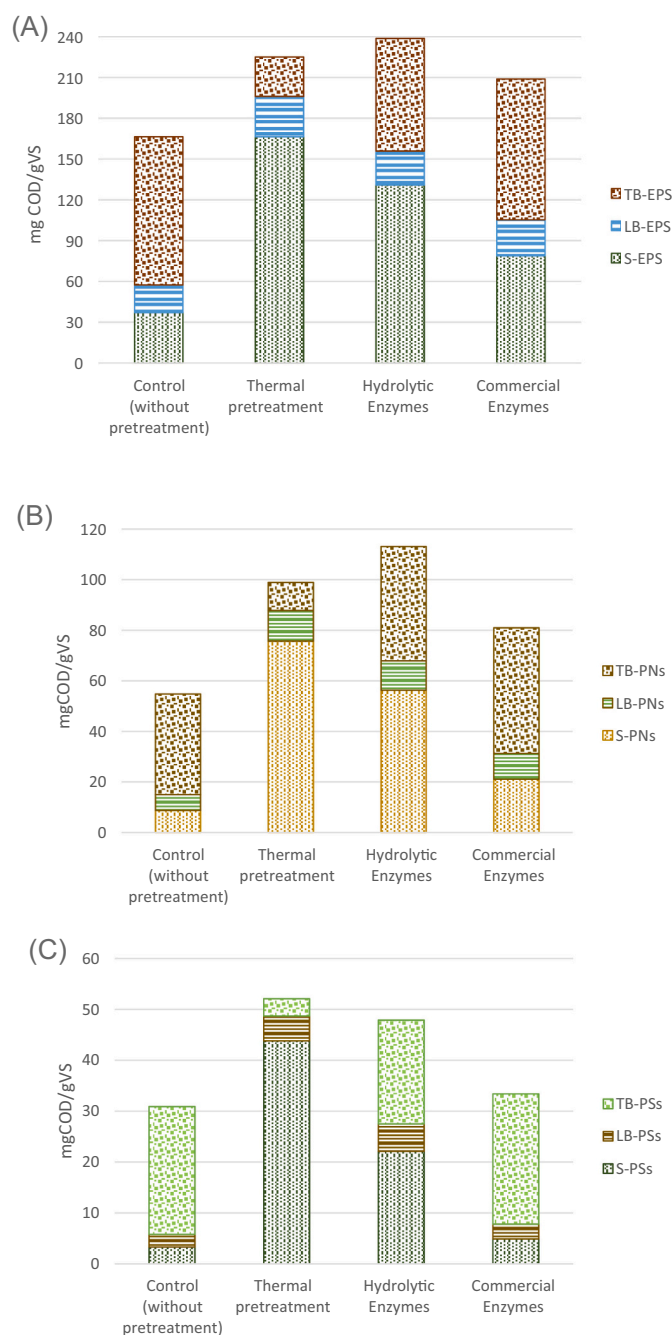 (A)
mg COD/gVS
240
210
180
150
120
90
60
30
0
TB-EPS
LB-EPS
S-EPS
Control
(without
pretreatment)
Thermal
pretreatment
Hydrolytic
Enzymes
Commercial
Enzymes
(B)
mgCOD/gVS
120
100
80
60
40
20
0
TB-PNs
LB-PNs
S-PNs
Control
(without
pretreatment)
Thermal
pretreatment
Hydrolytic
Enzymes
Commercial
Enzymes
(C)
mgCOD/gVS
60
50
40
30
20
10
0
TB-PSs
LB-PSs
S-PSs
Control
(without
pretreatment)
Thermal
pretreatment
Hydrolytic
Enzymes
Commercial
Enzymes